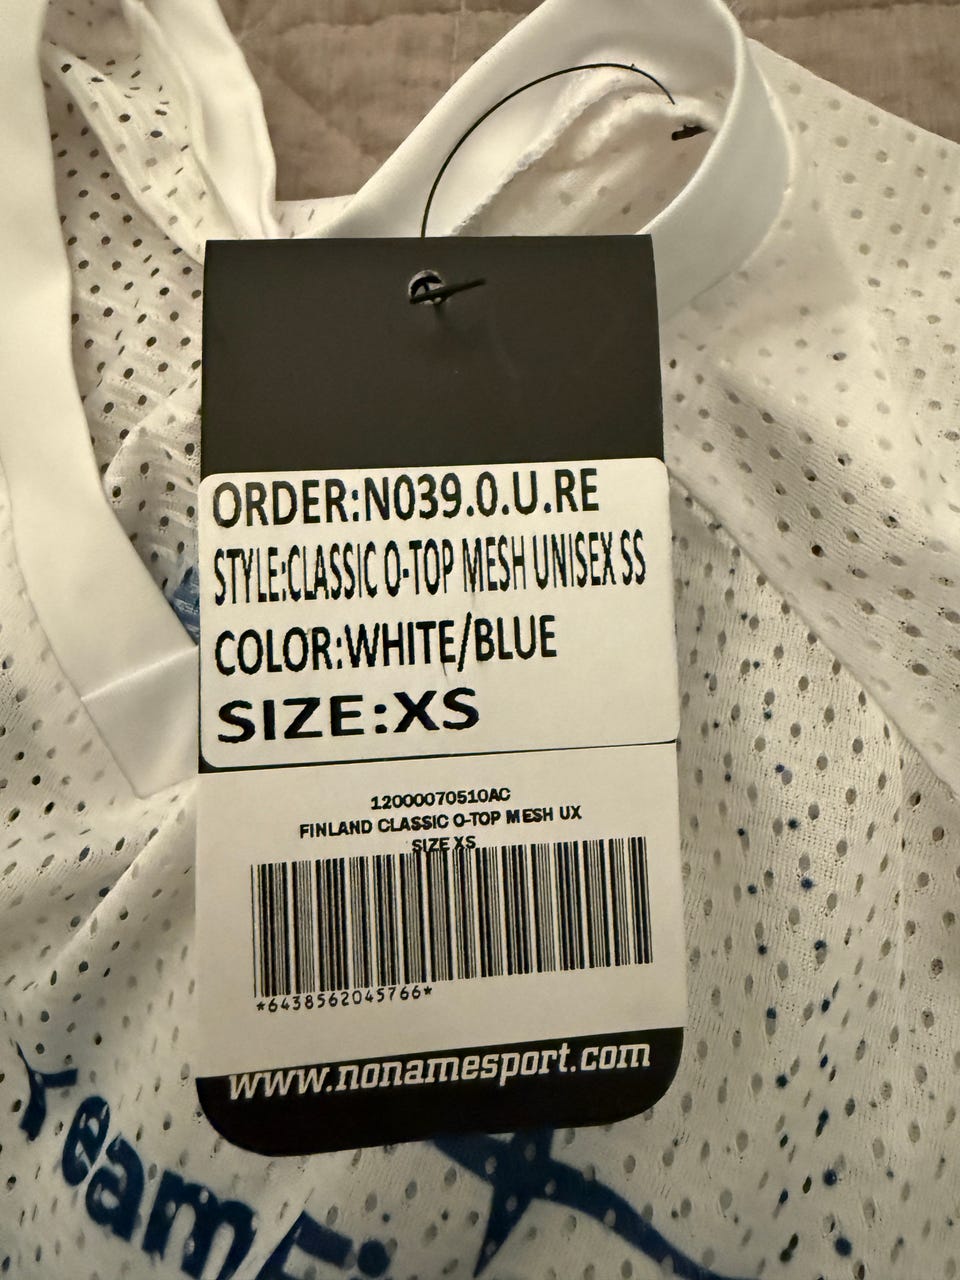 ORDER:N039.O.U.RE
STYLE:CLASSIC O-TOP MESH UNISEX SS
COLOR:WHITE/BLUE
SIZE:XS
12000070510AC
FINLAND CLASSIC O-TOP MESH UX
SIZE XS
*6438562045766*
www.nonamesport.com
Team